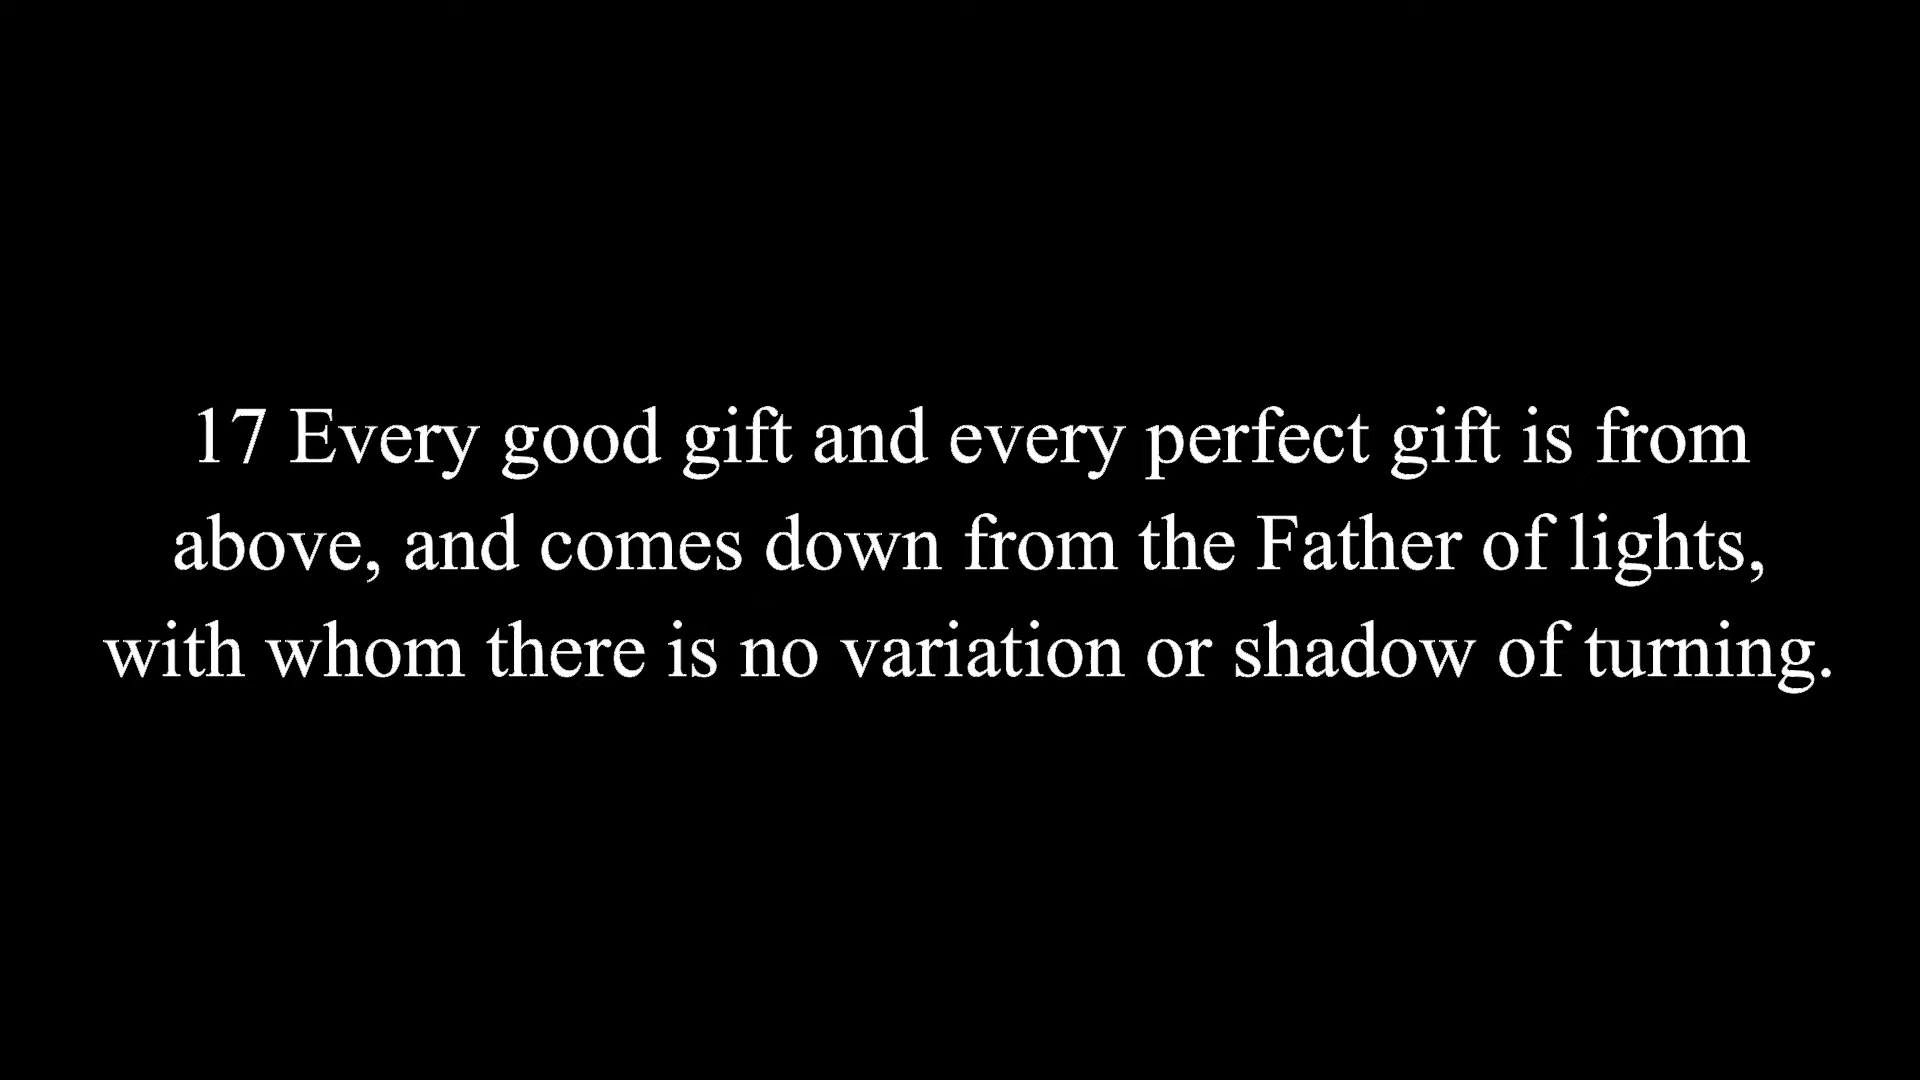 17 Every good gift and every perfect gift is from
above, and comes down from the Father of lights,
with whom there is no variation or shadow of turning.